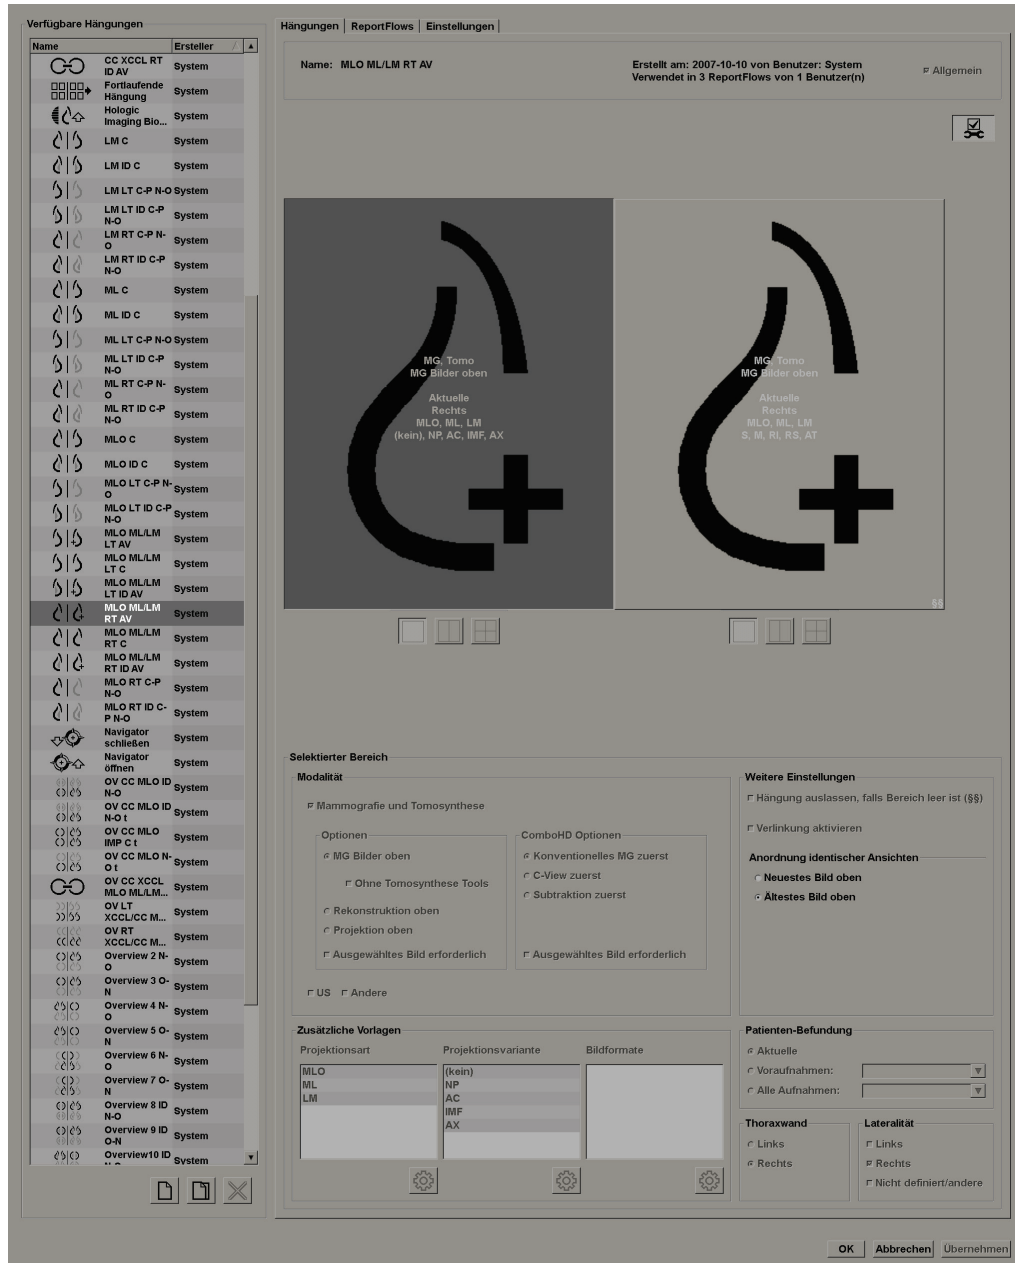 Verfügbare Hängungen
Name Ersteller
CC XCCL RT
ID AV
System
Fortlaufende
Hängung
System
Hologic
Imaging Bio...
System
LM C System
LM ID C System
LM LT C-P N-O System
LM LT ID C-P
N-O
System
LM RT C-P N-
O
System
LM RT ID C-P
N-O
System
ML C System
ML ID C System
ML LT C-P N-O System
ML LT ID C-P
N-O
System
ML RT C-P N-
O
System
ML RT ID C-P
N-O
System
MLO C System
MLO ID C System
MLO LT C-P N-
O
System
MLO LT ID C-P
N-O
System
MLO ML/LM
LT AV
System
MLO ML/LM
LT C
System
MLO ML/LM
LT ID AV
System
MLO ML/LM
RT AV
System
MLO ML/LM
RT C
System
MLO ML/LM
RT ID AV
System
MLO RT C-P
N-O
System
MLO RT ID C-
P N-O
System
Navigator
schließen
System
Navigator
öffnen
System
OV CC MLO ID
N-O
System
OV CC MLO ID
N-O t
System
OV CC MLO
IMP C t
System
OV CC MLO N-
O t
System
OV CC XCCL
MLO ML/LM...
System
OV LT
XCCL/CC M...
System
OV RT
XCCL/CC M...
System
Overview 2 N-
O
System
Overview 3 O-
N
System
Overview 4 N-
O
System
Overview 5 O-
N
System
Overview 6 N-
O
System
Overview 7 O-
N
System
Overview 8 ID
N-O
System
Overview 9 ID
O-N
System
Overview10 ID
N-O
System
Hängungen ReportFlows Einstellungen
Name: MLO ML/LM RT AV
Erstellt am: 2007-10-10 von Benutzer: System
Verwendet in 3 ReportFlows von 1 Benutzer(n)
Allgemein
MG, Tomo
MG Bilder oben
Aktuelle
Rechts
MLO, ML, LM
(kein), NP, AC, IMF, AX
MG, Tomo
MG Bilder oben
Aktuelle
Rechts
MLO, ML, LM
S, M, RI, RS, AT
§§
Selektierter Bereich
Modalität
Mammografie und Tomosynthese
Optionen
MG Bilder oben
Ohne Tomosynthese Tools
Rekonstruktion oben
Projektion oben
Ausgewähltes Bild erforderlich
ComboHD Optionen
Konventionelles MG zuerst
C-View zuerst
Subtraktion zuerst
Ausgewähltes Bild erforderlich
US Andere
Weitere Einstellungen
Hängung auslassen, falls Bereich leer ist (§§)
Verlinkung aktivieren
Anordnung identischer Ansichten
Neuestes Bild oben
Ältestes Bild oben
Zusätzliche Vorlagen
Projektionsart
MLO
ML
LM
Projektionsvariante
(kein)
NP
AC
IMF
AX
Bildformate
Patienten-Befundung
Aktuelle
Voraufnahmen:
Alle Aufnahmen:
Thoraxwand
Links
Rechts
Lateralität
Links
Rechts
Nicht definiert/andere
OK Abbrechen Übernehmen